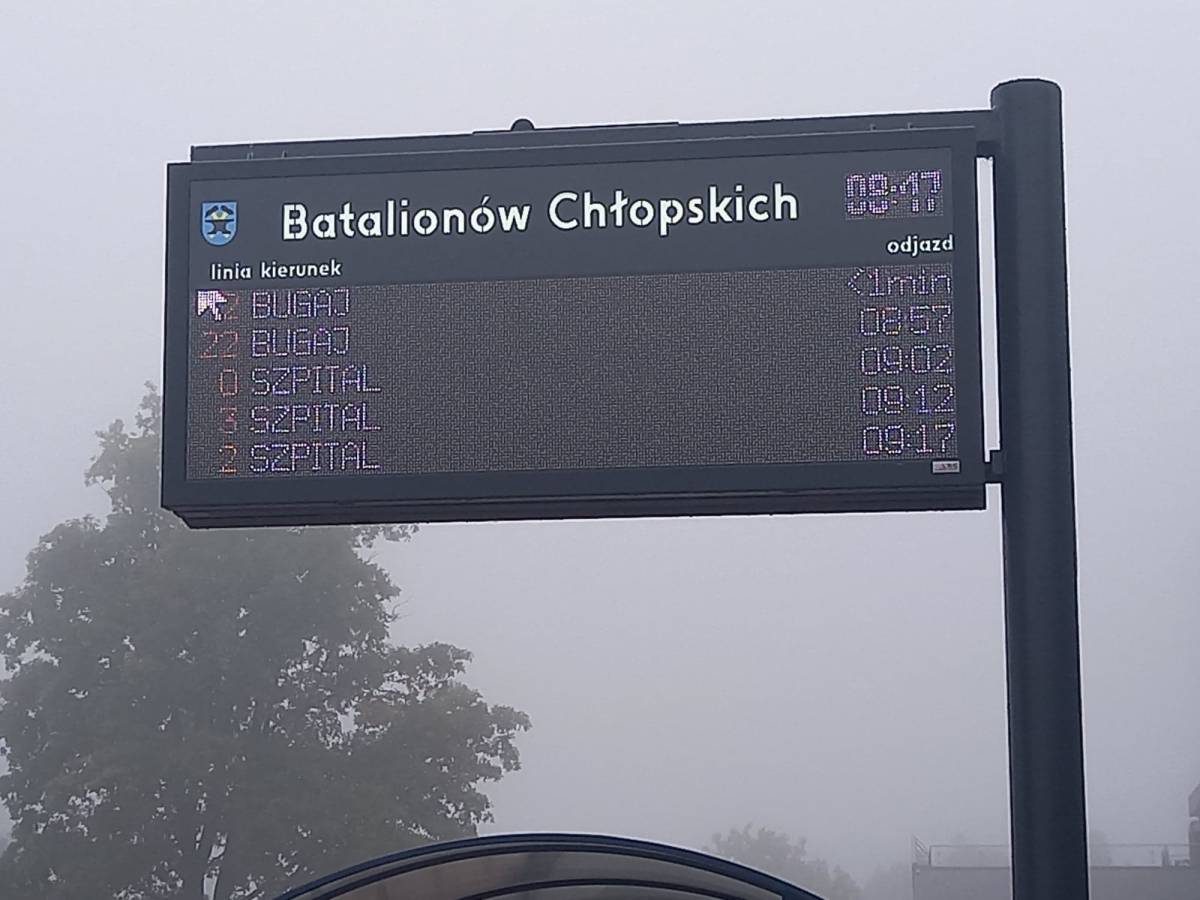 Batalionów Chłopskich 08:47
linia kierunek odjazd
2 BUGAJ <1min
22 BUGAJ 08:57
0 SZPITAL 09:02
3 SZPITAL 09:12
2 SZPITAL 09:17